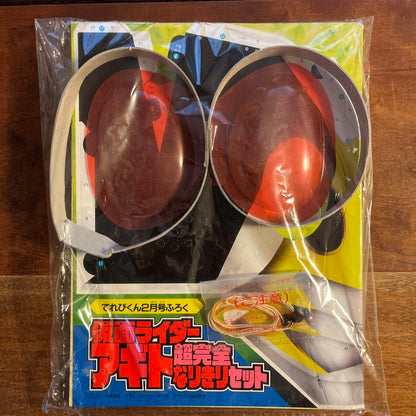 (ご注意)
てれびくん2月号ふろく
仮面ライダー
アギト超完全
なりきりセット